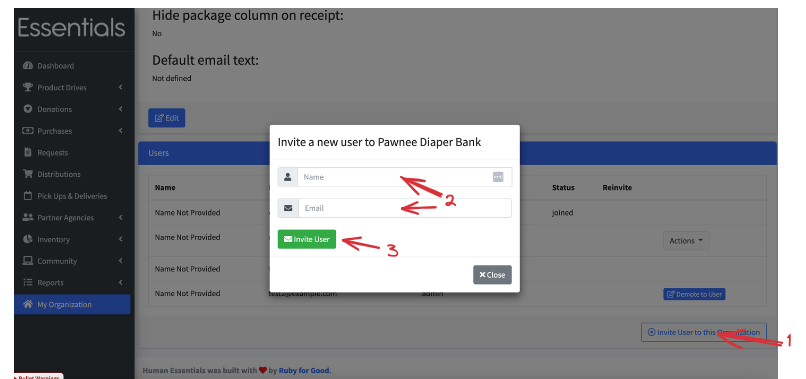 Essentials
Hide package column on receipt:
No
Dashboard
Default email text:
Product Drives
Not defined
Donations
Edit
Purchases
Invite a new user to Pawnee Diaper Bank
Requests
Users
Distributions
Name
2
Name
Status
Reinvite
Pick Ups & Deliveries
Email
Name Not Provided
joined
Partner Agencies
Name Not Provided
Invite User
3
Actions
Inventory
Community
Name Not Provided
Close
Reports
Name Not Provided
test2@example.com
admin
Demote to User
My Organization
Invite User to this Organization
1
Human Essentials was built with ❤ by Ruby for Good.
Bullet Warnings